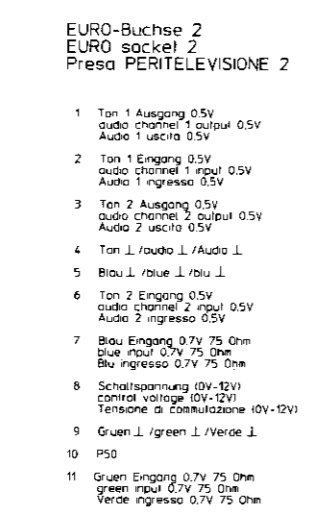 EURO-Buchse 2
EURO socket 2
Presa PERITELEVISIONE 2
1 Ton 1 Ausgang 0.5V
audio channel 1 output 0,5V
Audio 1 uscita 0.5V
2 Ton 1 Eingang 0.5V
audio channel 1 input 0.5V
Audio 1 ingresso 0.5V
3 Ton 2 Ausgang 0.5V
audio channel 2 output 0.5V
Audio 2 uscita 0.5V
4 Ton ⊥ /audio ⊥ /Audio ⊥
5 Blau ⊥ /blue ⊥ /blu ⊥
6 Ton 2 Eingang 0.5V
audio channel 2 input 0.5V
Audio 2 ingresso 0.5V
7 Blau Eingang 0.7V 75 Ohm
blue input 0.7V 75 Ohm
Blu ingresso 0.7V 75 Ohm
8 Schaltspannung (0V-12V)
control voltage (0V-12V)
Tensione di commutazione (0V-12V)
9 Gruen ⊥ /green ⊥ /Verde ⊥
10 P50
11 Gruen Eingang 0.7V 75 Ohm
green input 0.7V 75 Ohm
Verde ingresso 0.7V 75 Ohm